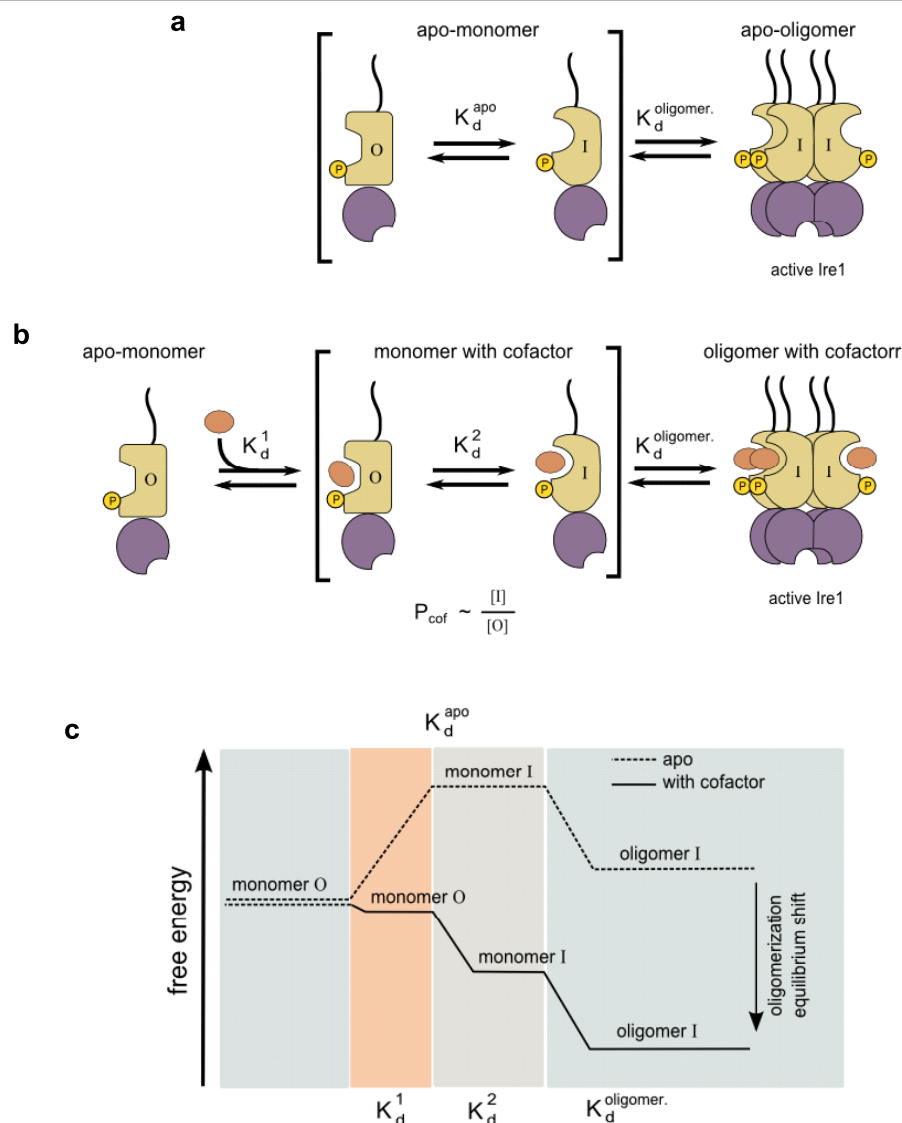 a
apo-monomer
apo-oligomer
K_d^apo
K_d^oligomer.
O
I
I I
P
P
P P
P
active Ire1
b
apo-monomer
monomer with cofactor
oligomer with cofactorr
K_d^1
K_d^2
K_d^oligomer.
O
O
I
I I
P
P
P
P P
P
P_cof ~ [I]/[O]
active Ire1
c
K_d^apo
free energy
monomer I
apo
with cofactor
oligomer I
monomer O
monomer O
monomer I
oligomer I
oligomerization
equilibrium shift
K_d^1
K_d^2
K_d^oligomer.